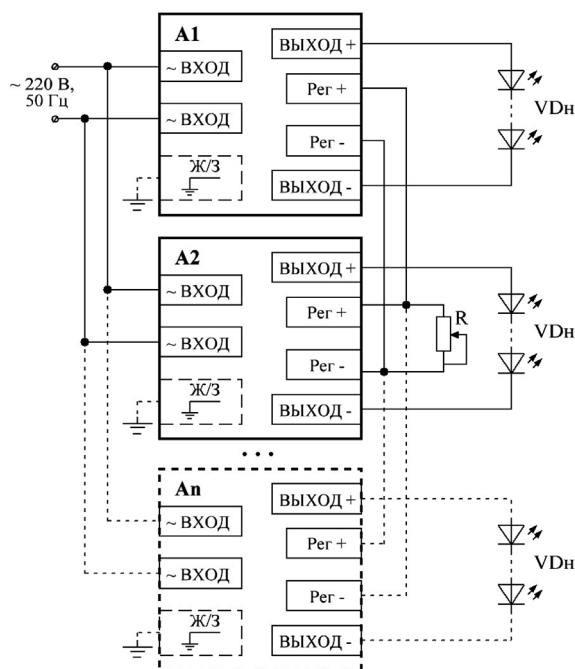 A1
ВЫХОД +
~ ВХОД
Рег +
~ 220 В,
50 Гц
VDн
~ ВХОД
Рег -
Ж/З
ВЫХОД -
A2
ВЫХОД +
~ ВХОД
Рег +
R
VDн
~ ВХОД
Рег -
Ж/З
ВЫХОД -
...
An
ВЫХОД +
~ ВХОД
Рег +
VDн
~ ВХОД
Рег -
Ж/З
ВЫХОД -